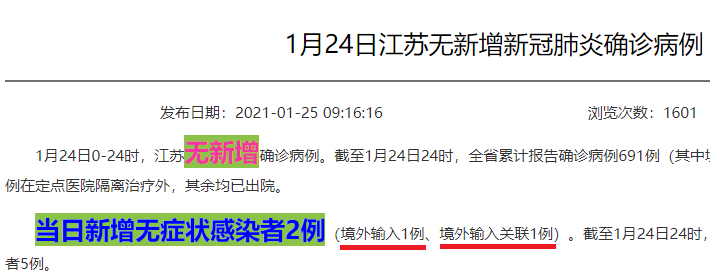 1月24日江苏无新增新冠肺炎确诊病例
发布日期：2021-01-25 09:16:16 浏览次数：1601
1月24日0-24时，江苏无新增确诊病例。截至1月24日24时，全省累计报告确诊病例691例（其中境
例在定点医院隔离治疗外，其余均已出院。
当日新增无症状感染者2例（境外输入1例、境外输入关联1例）。截至1月24日24时，
者5例。